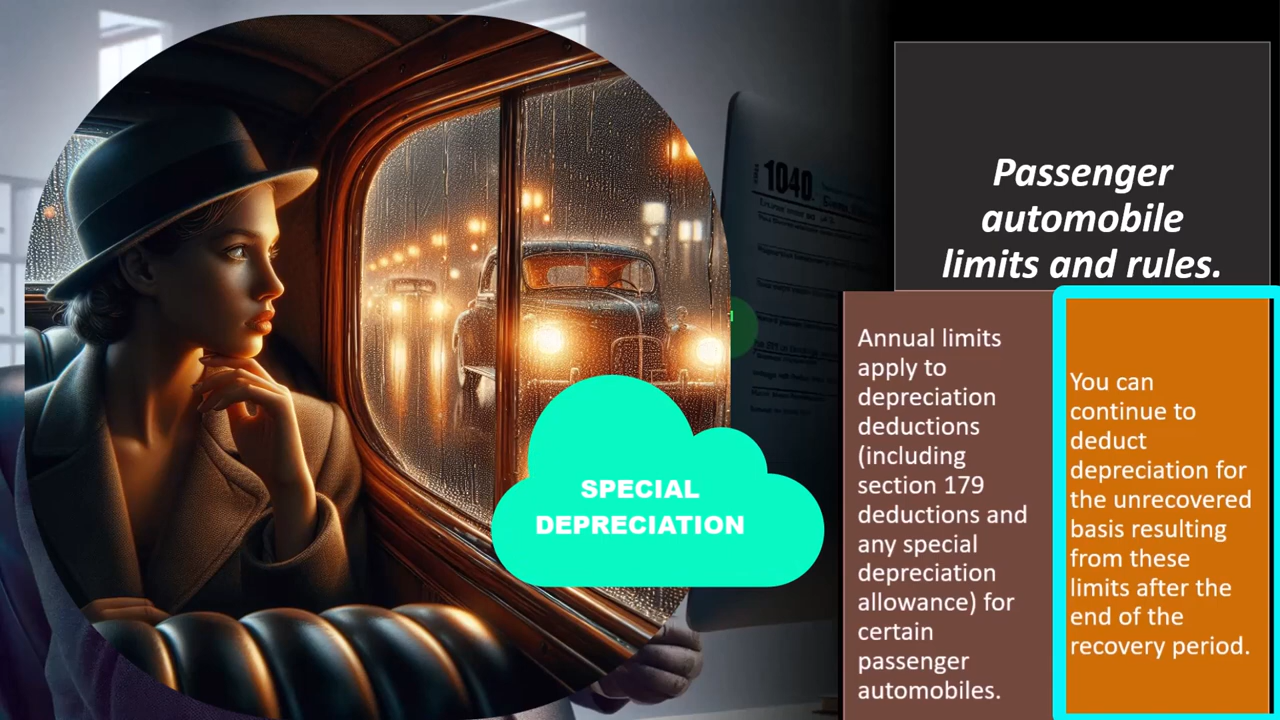 1040
Passenger
automobile
limits and rules.
Annual limits
apply to
depreciation
deductions
(including
section 179
deductions and
any special
depreciation
allowance) for
certain
passenger
automobiles.
You can
continue to
deduct
depreciation for
the unrecovered
basis resulting
from these
limits after the
end of the
recovery period.
SPECIAL
DEPRECIATION